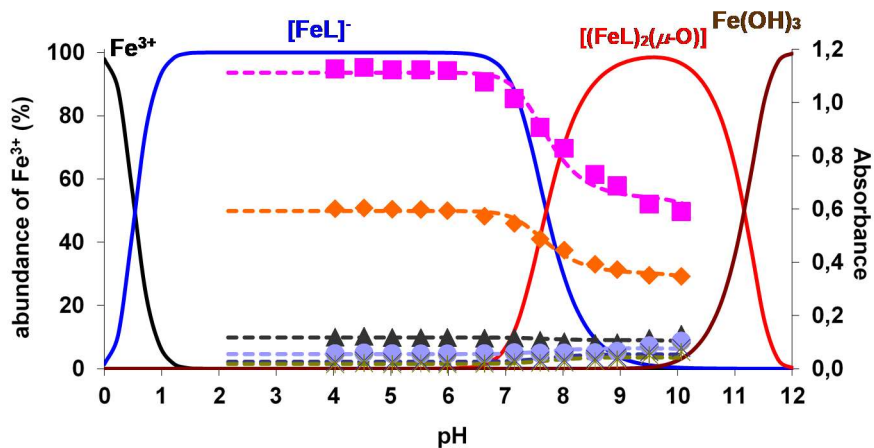 Fe(OH)₃
[FeL]⁻
[(FeL)₂(μ-O)]
Fe³⁺
100
80
60
40
20
0
abundance of Fe³⁺ (%)
1,2
1,0
0,8
0,6
0,4
0,2
0,0
Absorbance
0 1 2 3 4 5 6 7 8 9 10 11 12
pH